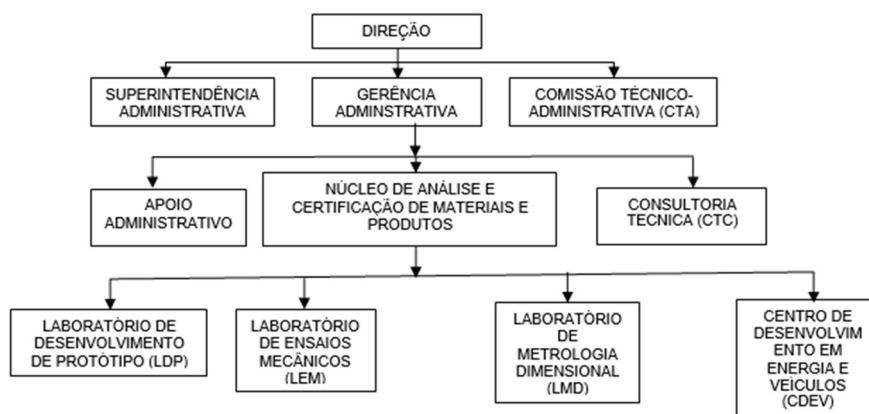 DIREÇÃO
SUPERINTENDÊNCIA
ADMINISTRATIVA
GERÊNCIA
ADMINSTRATIVA
COMISSÃO TÉCNICO-
ADMINISTRATIVA (CTA)
APOIO
ADMINISTRATIVO
NÚCLEO DE ANÁLISE E
CERTIFICAÇÃO DE MATERIAIS E
PRODUTOS
CONSULTORIA
TECNICA (CTC)
LABORATÓRIO DE
DESENVOLVIMENTO
DE PROTÓTIPO (LDP)
LABORATÓRIO
DE ENSAIOS
MECÂNICOS
(LEM)
LABORATÓRIO
DE
METROLOGIA
DIMENSIONAL
(LMD)
CENTRO DE
DESENVOLVIM
ENTO EM
ENERGIA E
VEÍCULOS
(CDEV)